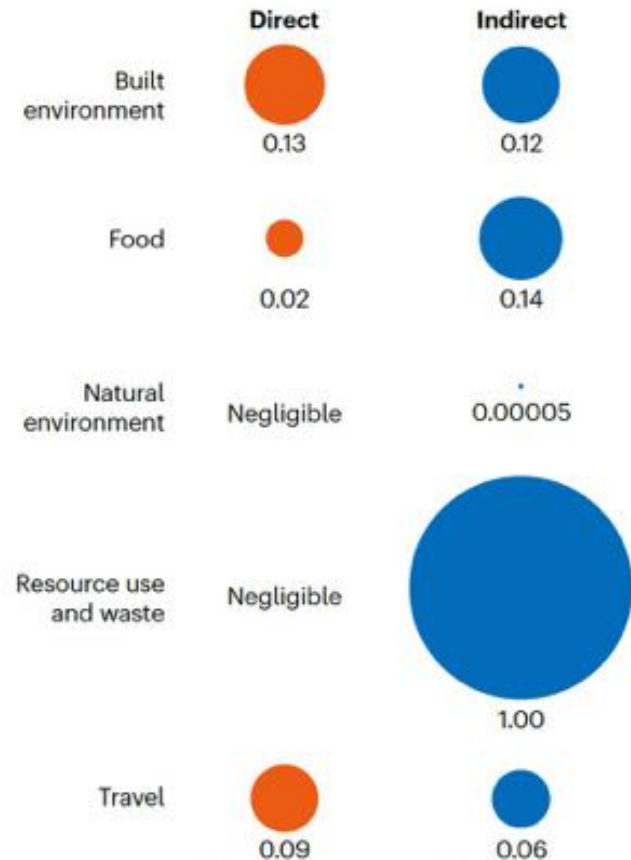 Direct Indirect
Built
environment
0.13 0.12
Food
0.02 0.14
Natural
environment
Negligible 0.00005
Resource use
and waste
Negligible
1.00
Travel
0.09 0.06